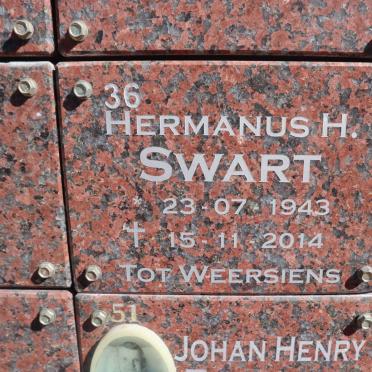 36
HERMANUS H.
SWART
* 23-07-1943
† 15-11-2014
TOT WEERSIENS
51
JOHAN HENRY